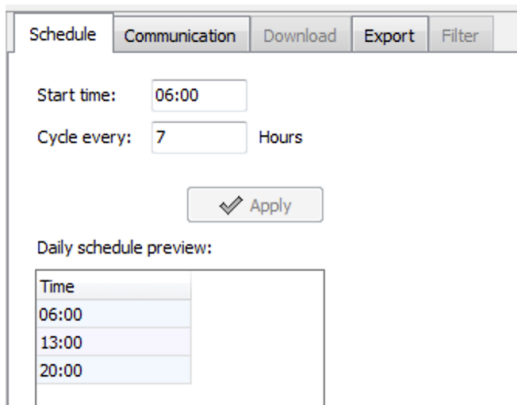 Schedule Communication Download Export Filter
Start time: 06:00
Cycle every: 7 Hours
Apply
Daily schedule preview:
Time
06:00
13:00
20:00